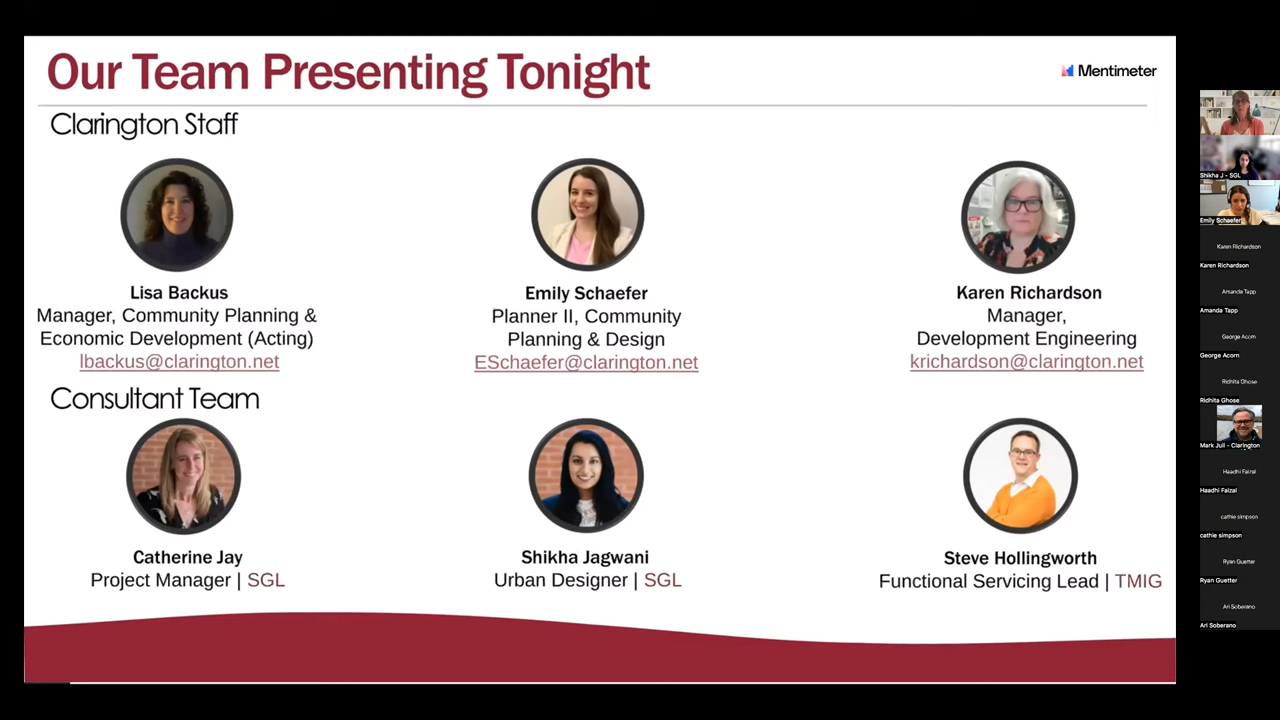 Our Team Presenting Tonight
Mentimeter
Clarington Staff
Lisa Backus
Manager, Community Planning &
Economic Development (Acting)
lbackus@clarington.net
Emily Schaefer
Planner II, Community
Planning & Design
ESchaefer@clarington.net
Karen Richardson
Manager,
Development Engineering
krichardson@clarington.net
Consultant Team
Catherine Jay
Project Manager | SGL
Shikha Jagwani
Urban Designer | SGL
Steve Hollingworth
Functional Servicing Lead | TMIG
Shikha J - SGL
Emily Schaefer
Karen Richardson
Karen Richardson
Amanda Tapp
Amanda Tapp
George Acorn
George Acorn
Ridhita Ghose
Ridhita Ghose
Mark Jull - Clarington
Haadhi Faizal
Haadhi Faizal
cathie simpson
cathie simpson
Ryan Guetter
Ryan Guetter
Ari Soberano
Ari Soberano